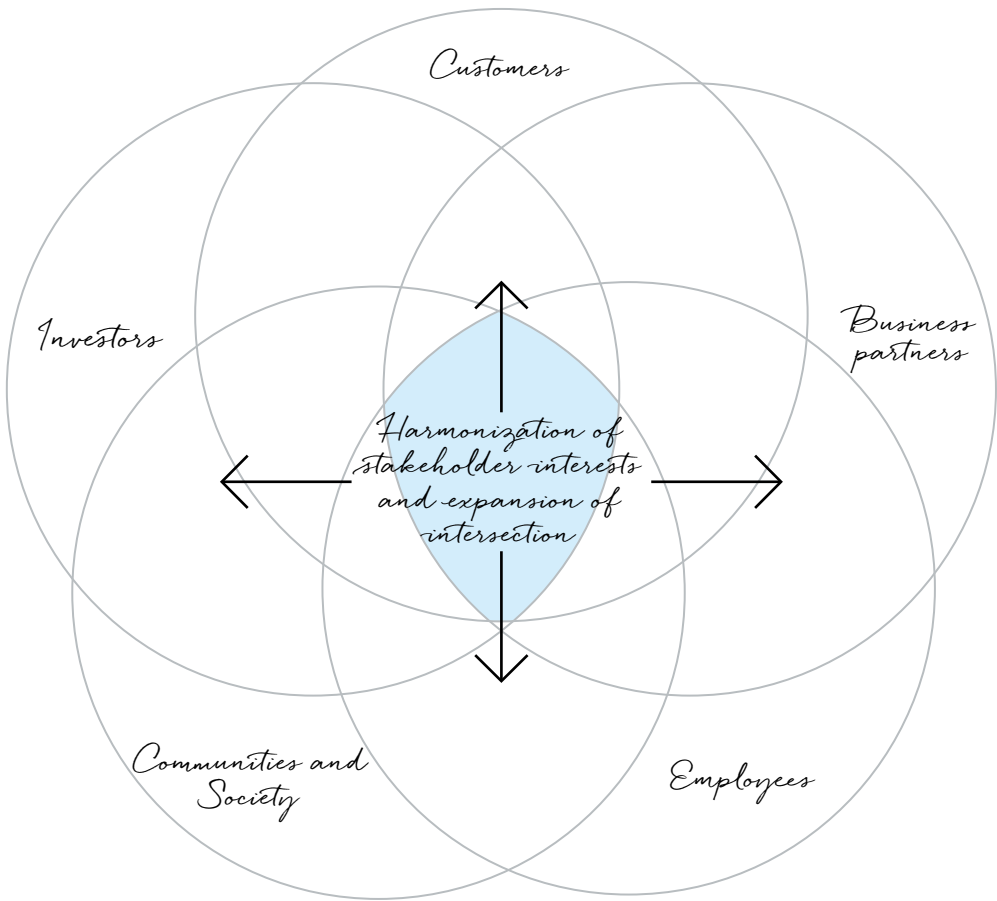 Customers
Investors
Business
partners
Harmonization of
stakeholder interests
and expansion of
intersection
Communities and
Society
Employees